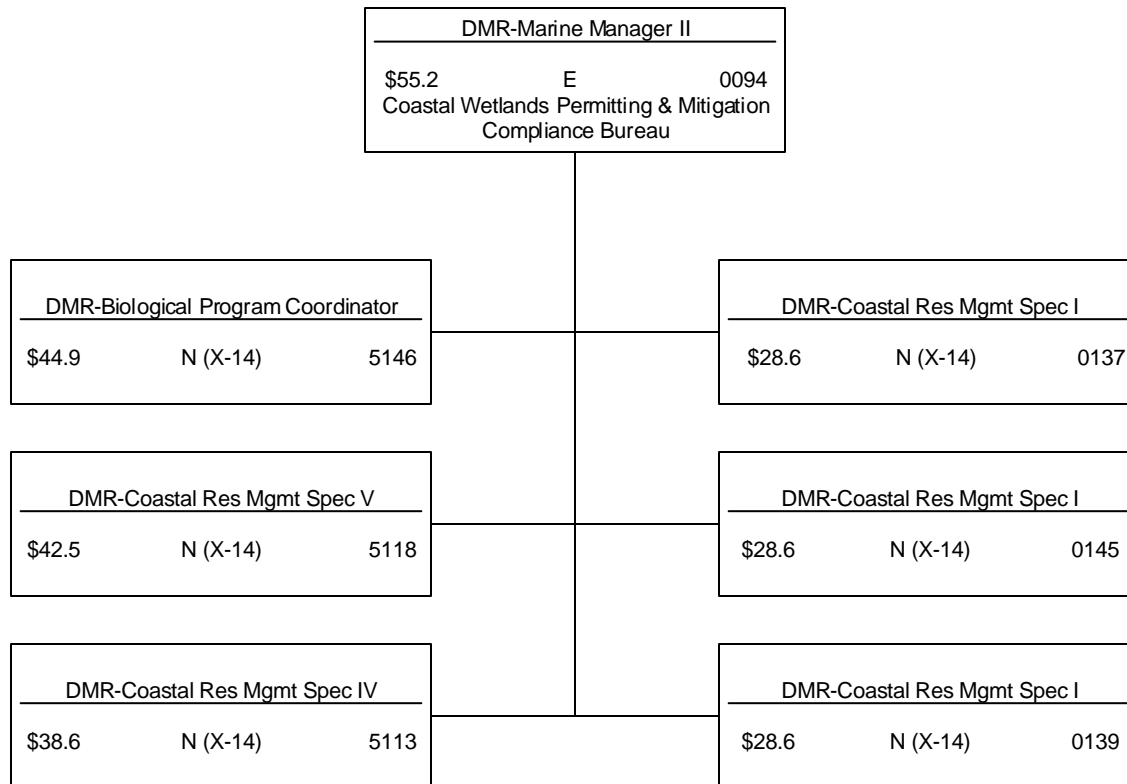 DMR-Marine Manager II
$55.2 E 0094
Coastal Wetlands Permitting & Mitigation
Compliance Bureau
DMR-Biological Program Coordinator
$44.9 N (X-14) 5146
DMR-Coastal Res Mgmt Spec I
$28.6 N (X-14) 0137
DMR-Coastal Res Mgmt Spec V
$42.5 N (X-14) 5118
DMR-Coastal Res Mgmt Spec I
$28.6 N (X-14) 0145
DMR-Coastal Res Mgmt Spec IV
$38.6 N (X-14) 5113
DMR-Coastal Res Mgmt Spec I
$28.6 N (X-14) 0139